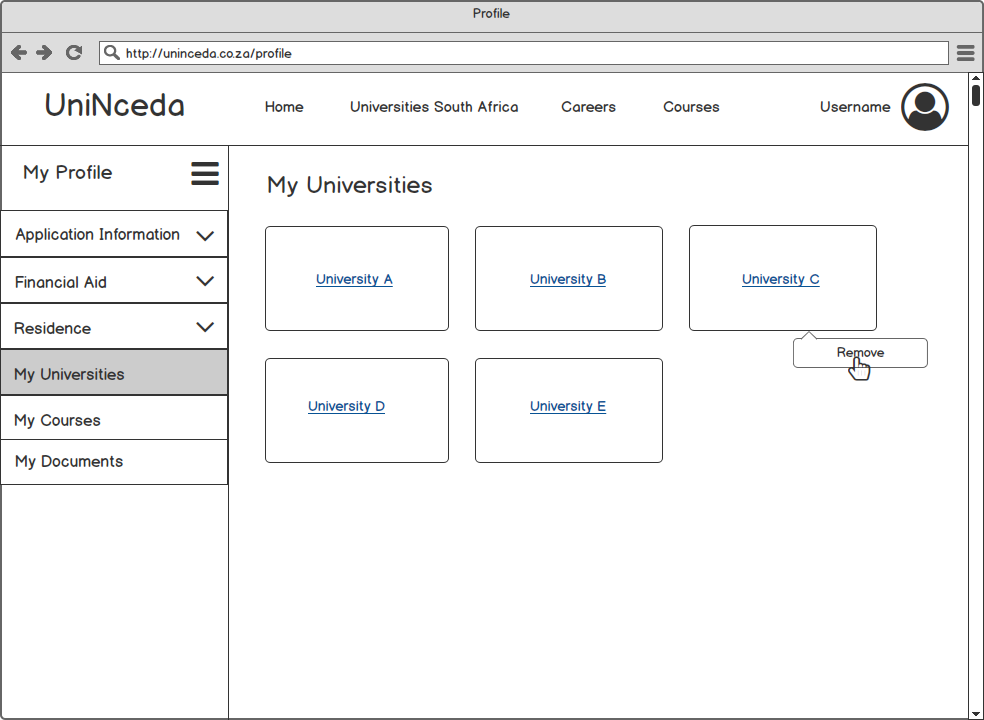 Profile
http://uninceda.co.za/profile
UniNceda
Home
Universities South Africa
Careers
Courses
Username
My Profile
Application Information
Financial Aid
Residence
My Universities
My Courses
My Documents
My Universities
University A
University B
University C
Remove
University D
University E